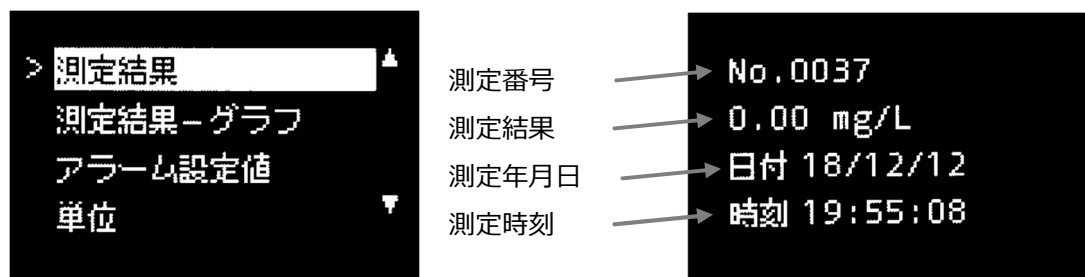 > 測定結果 ▲
測定結果－グラフ
アラーム設定値
単位 ▼
測定番号
測定結果
測定年月日
測定時刻
No.0037
0.00 mg/L
日付 18/12/12
時刻 19:55:08